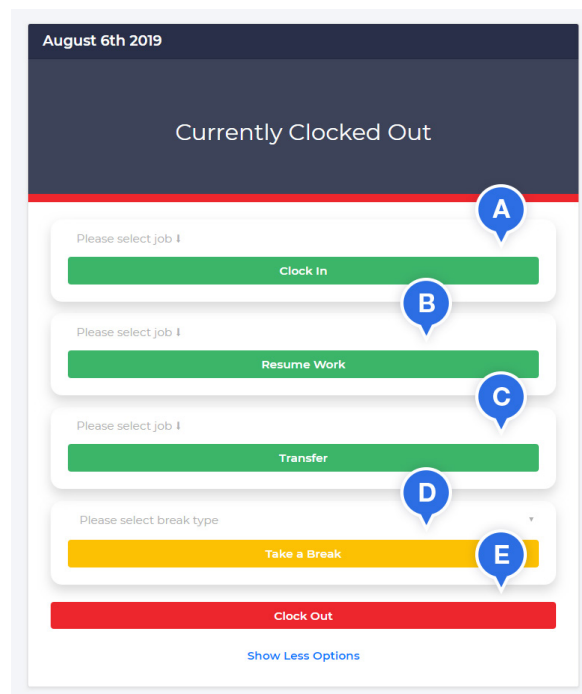 August 6th 2019
Currently Clocked Out
A
Please select job
Clock In
B
Please select job
Resume Work
C
Please select job
Transfer
D
Please select break type
Take a Break
E
Clock Out
Show Less Options